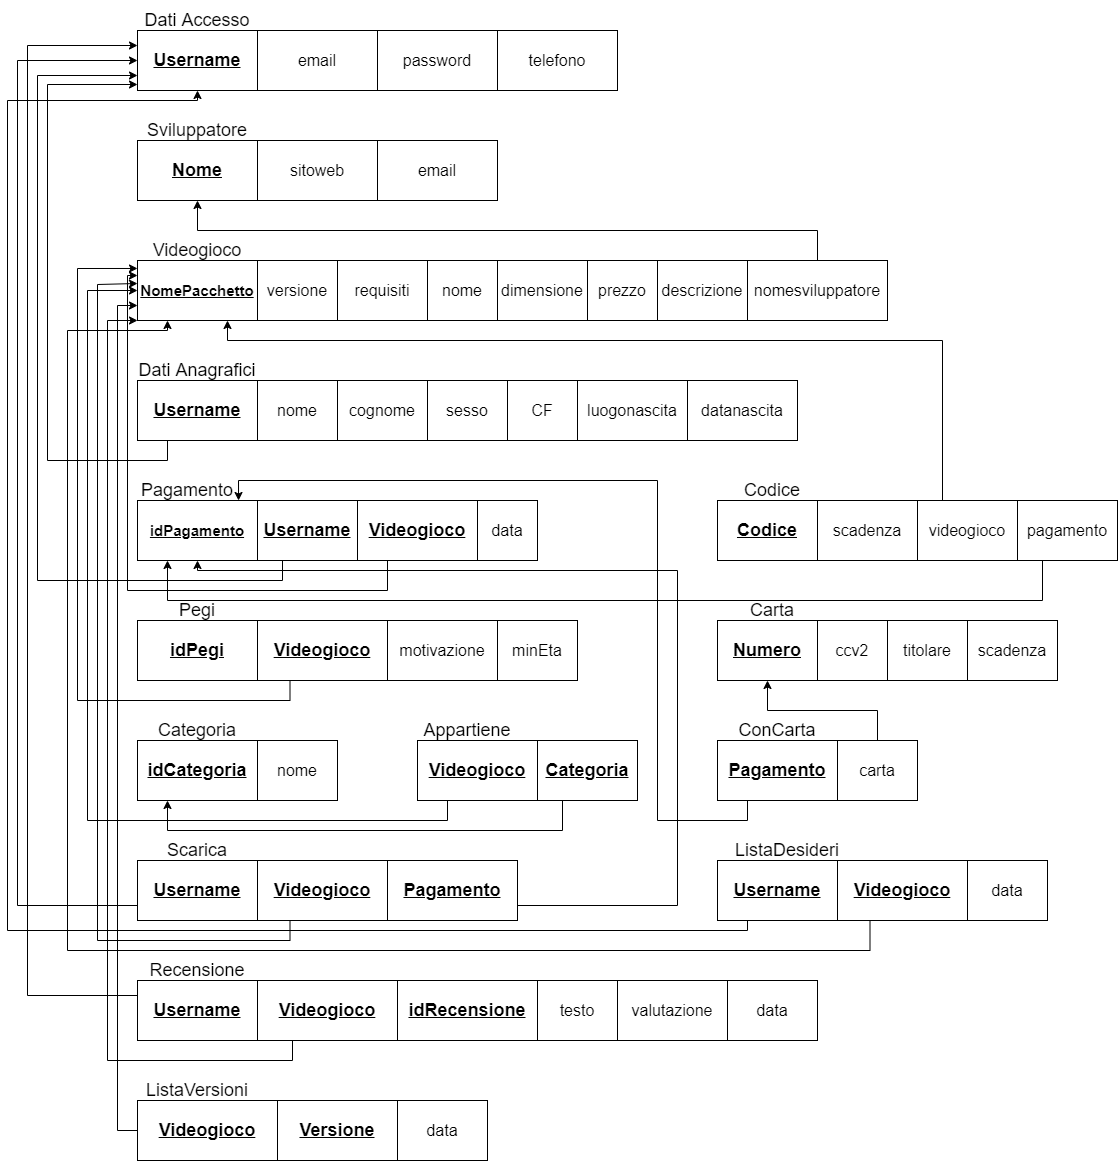 Dati Accesso
Username email password telefono
Sviluppatore
Nome sitoweb email
Videogioco
NomePacchetto versione requisiti nome dimensione prezzo descrizione nomesviluppatore
Dati Anagrafici
Username nome cognome sesso CF luogonascita datanascita
Pagamento Codice
idPagamento Username Videogioco data Codice scadenza videogioco pagamento
Pegi Carta
idPegi Videogioco motivazione minEta Numero ccv2 titolare scadenza
Categoria Appartiene ConCarta
idCategoria nome Videogioco Categoria Pagamento carta
Scarica ListaDesideri
Username Videogioco Pagamento Username Videogioco data
Recensione
Username Videogioco idRecensione testo valutazione data
ListaVersioni
Videogioco Versione data